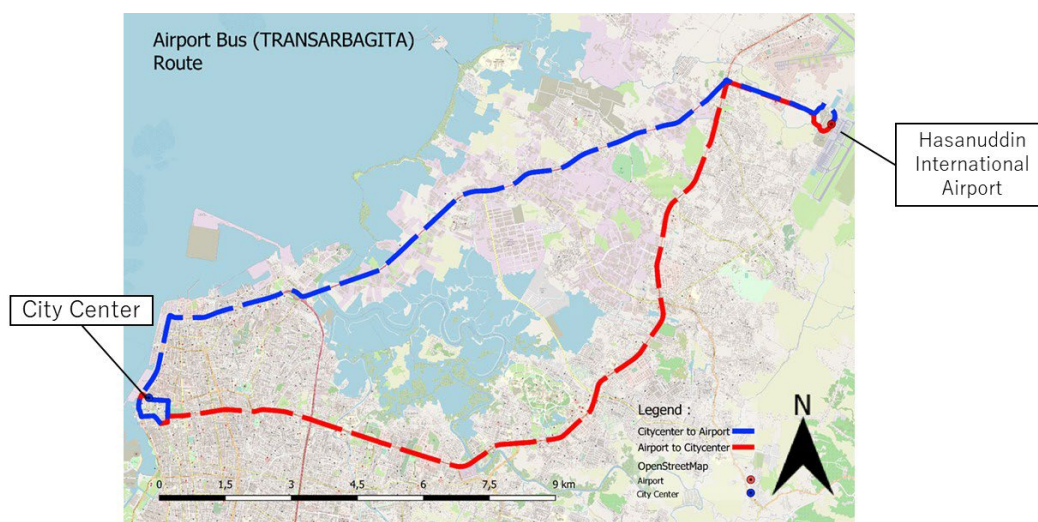 Airport Bus (TRANSARBAGITA)
Route
Hasanuddin
International
Airport
City Center
N
Legend :
Citycenter to Airport
Airport to Citycenter
OpenStreetMap
Airport
City Center
0 1,5 3 4,5 6 7,5 9 km